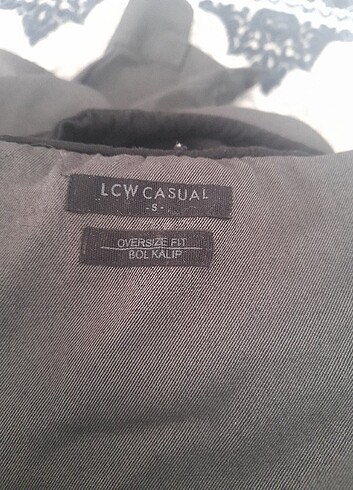 LCW CASUAL
-S-
OVERSIZE FIT
BOL KALIP